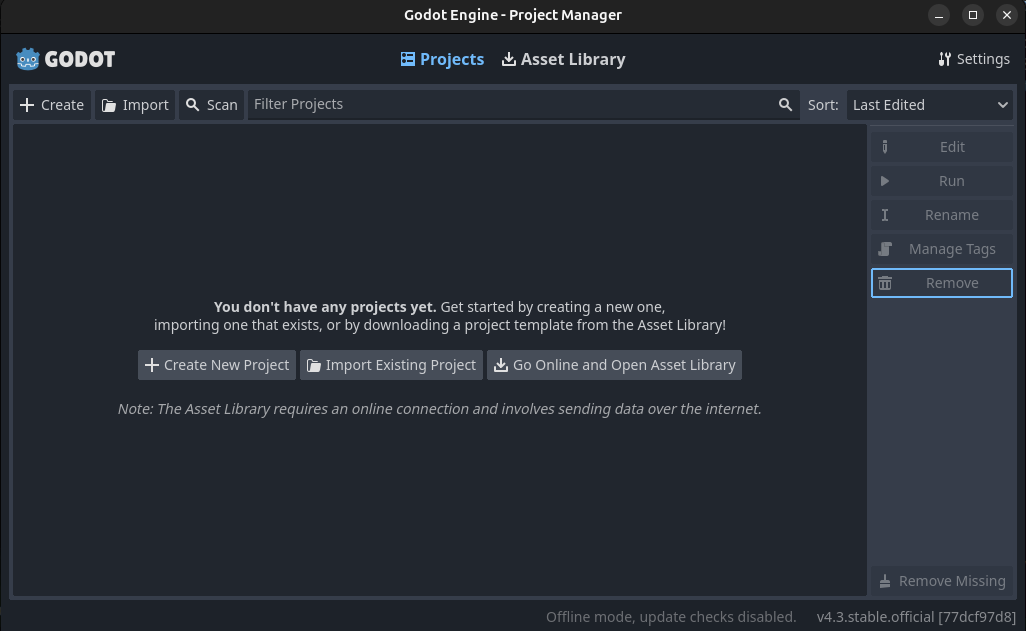 Godot Engine - Project Manager
GODOT
Projects
Asset Library
Settings
Create
Import
Scan
Filter Projects
Sort:
Last Edited
Edit
Run
Rename
Manage Tags
Remove
You don't have any projects yet. Get started by creating a new one,
importing one that exists, or by downloading a project template from the Asset Library!
Create New Project
Import Existing Project
Go Online and Open Asset Library
Note: The Asset Library requires an online connection and involves sending data over the internet.
Remove Missing
Offline mode, update checks disabled.
v4.3.stable.official [77dcf97d8]